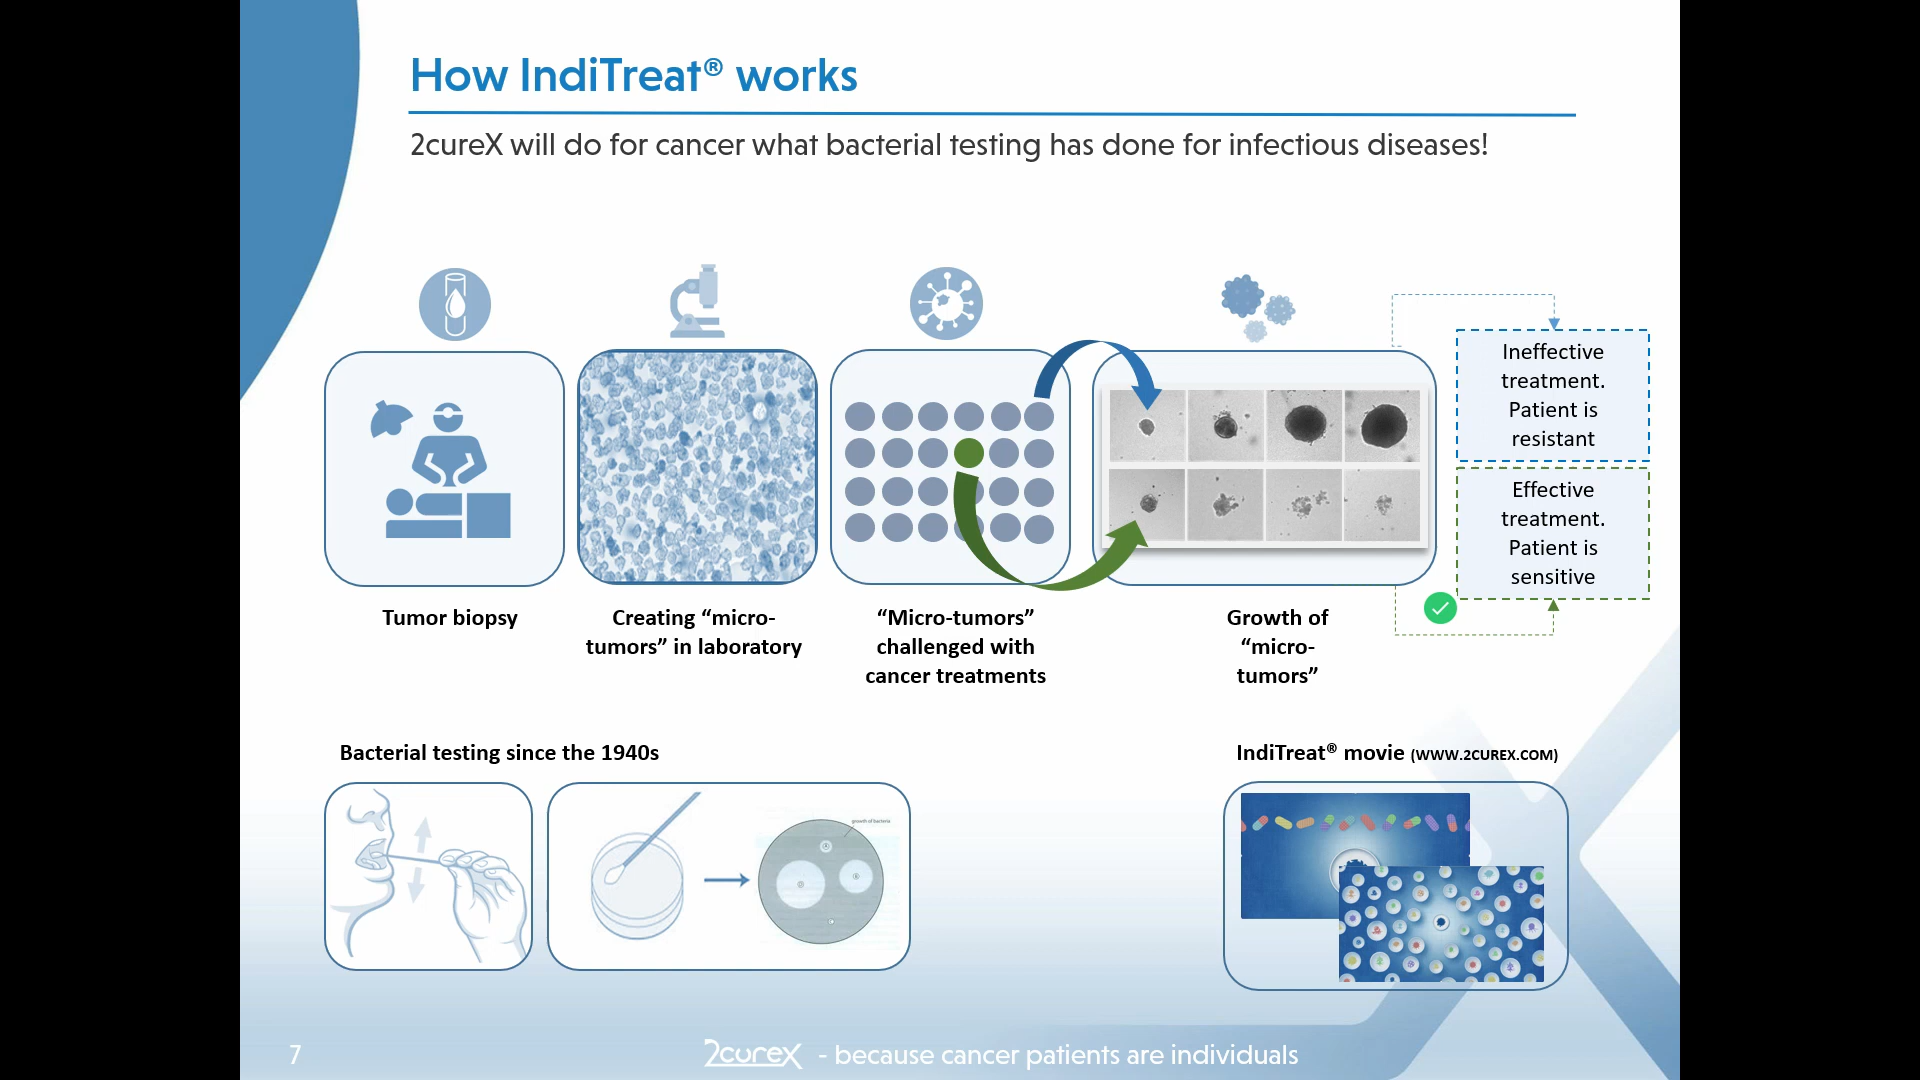 How IndiTreat® works
2cureX will do for cancer what bacterial testing has done for infectious diseases!
Ineffective
treatment.
Patient is
resistant
Effective
treatment.
Patient is
sensitive
Tumor biopsy
Creating “micro-
tumors” in laboratory
“Micro-tumors”
challenged with
cancer treatments
Growth of
“micro-
tumors”
Bacterial testing since the 1940s
growth of bacteria
IndiTreat® movie (WWW.2CUREX.COM)
7
2cureX - because cancer patients are individuals